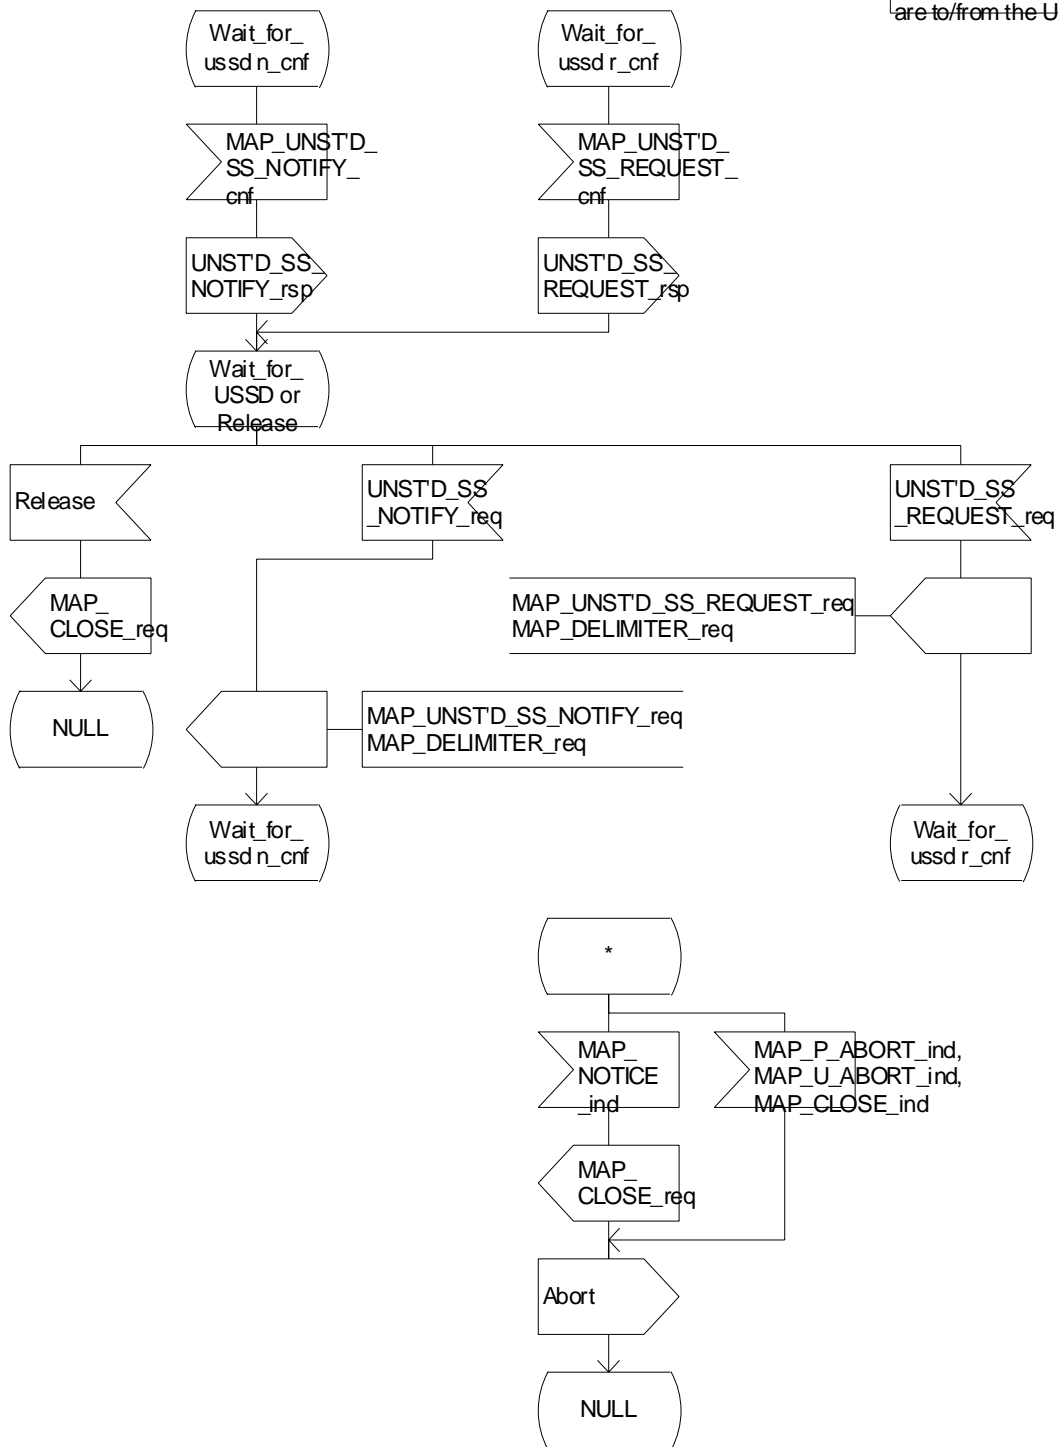 are to/from the U
Wait_for_
ussd n_cnf
Wait_for_
ussd r_cnf
MAP_UNST'D_
SS_NOTIFY_
cnf
MAP_UNST'D_
SS_REQUEST_
cnf
UNST'D_SS_
NOTIFY_rsp
UNST'D_SS_
REQUEST_rsp
Wait_for_
USSD or
Release
Release
UNST'D_SS
_NOTIFY_req
UNST'D_SS
_REQUEST_req
MAP_
CLOSE_req
MAP_UNST'D_SS_REQUEST_req
MAP_DELIMITER_req
NULL
MAP_UNST'D_SS_NOTIFY_req
MAP_DELIMITER_req
Wait_for_
ussd n_cnf
Wait_for_
ussd r_cnf
*
MAP_
NOTICE
_ind
MAP_P_ABORT_ind,
MAP_U_ABORT_ind,
MAP_CLOSE_ind
MAP_
CLOSE_req
Abort
NULL